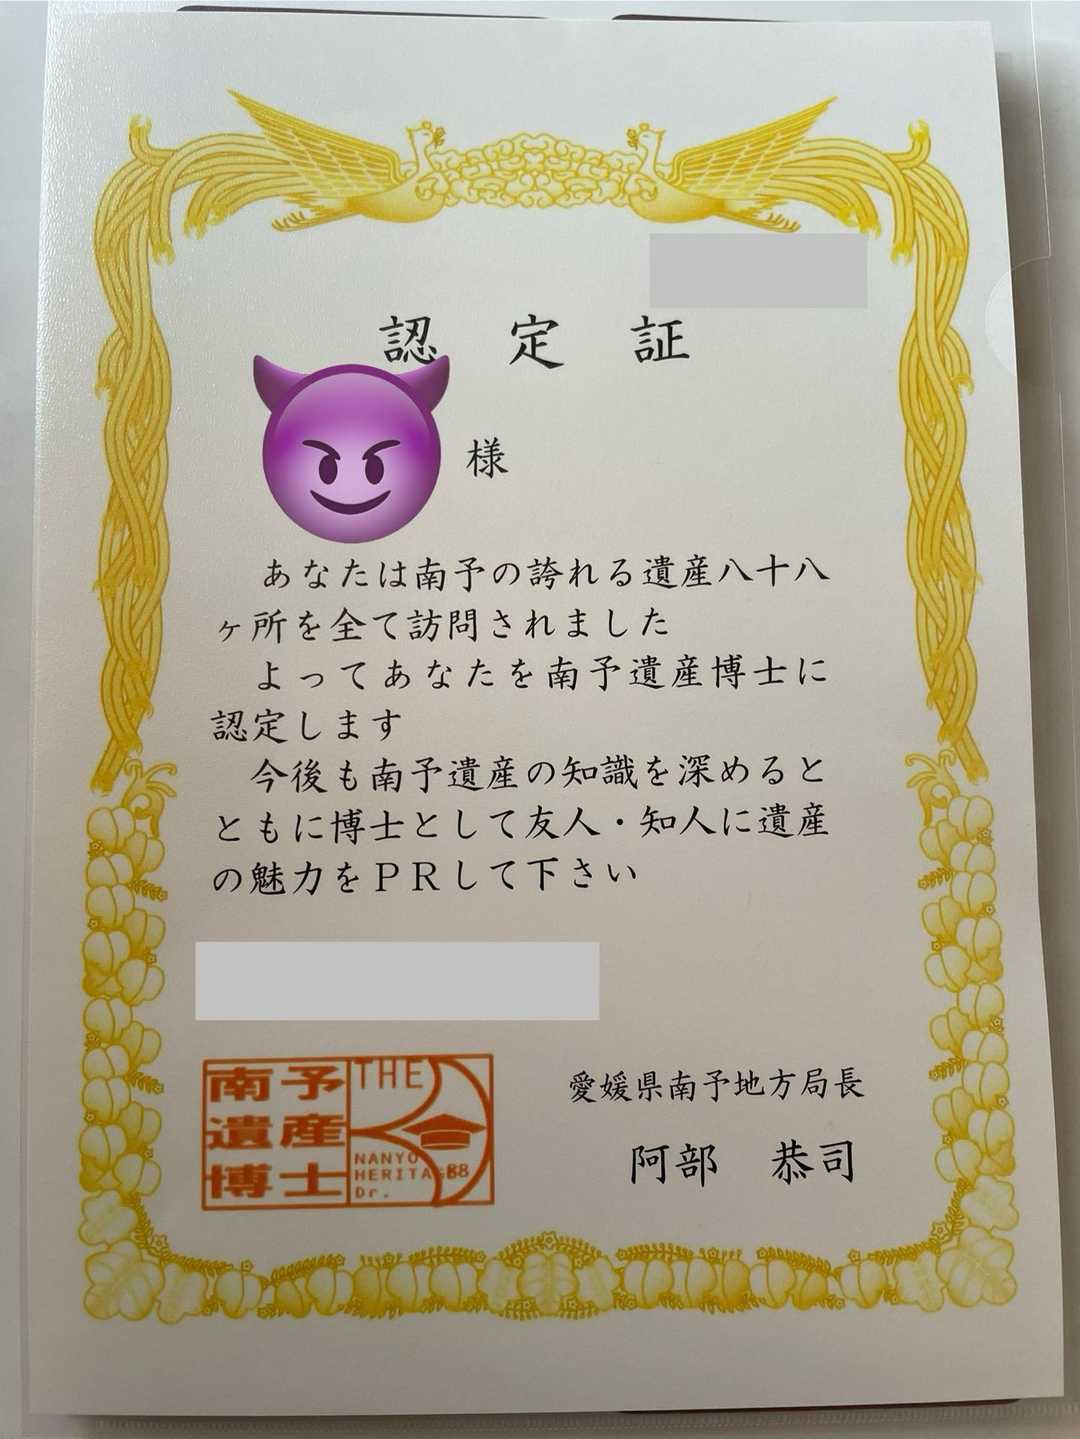 認定証
様
あなたは南予の誇れる遺産八十八
ヶ所を全て訪問されました
よってあなたを南予遺産博士に
認定します
今後も南予遺産の知識を深めると
ともに博士として友人・知人に遺産
の魅力をＰＲして下さい
愛媛県南予地方局長
阿部 恭司
南予
遺産
博士
THE
NANYO
HERITAGE88
Dr.